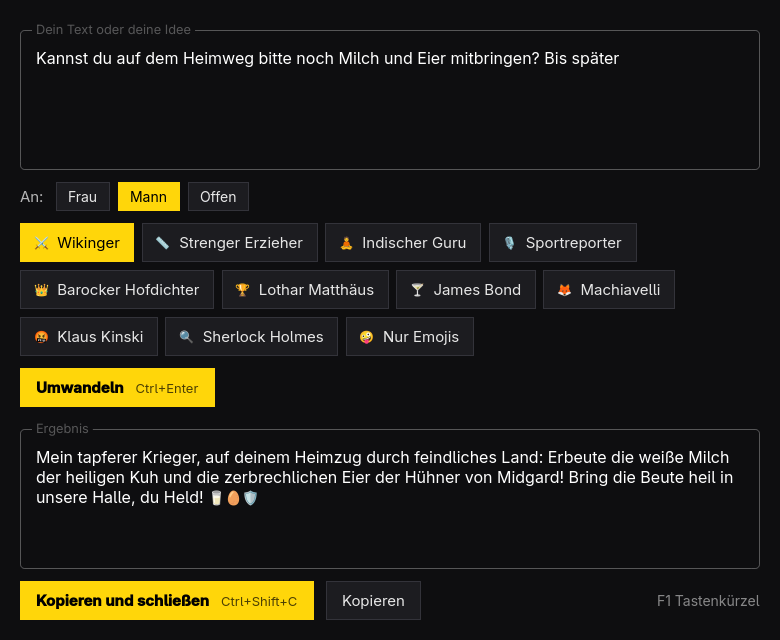 Dein Text oder deine Idee
Kannst du auf dem Heimweg bitte noch Milch und Eier mitbringen? Bis später
An: Frau Mann Offen
⚔️ Wikinger 📏 Strenger Erzieher 🧘 Indischer Guru 🎙️ Sportreporter
👑 Barocker Hofdichter 🏆 Lothar Matthäus 🍸 James Bond 🦊 Machiavelli
🤬 Klaus Kinski 🔍 Sherlock Holmes 🤪 Nur Emojis
Umwandeln Ctrl+Enter
Ergebnis
Mein tapferer Krieger, auf deinem Heimzug durch feindliches Land: Erbeute die weiße Milch
der heiligen Kuh und die zerbrechlichen Eier der Hühner von Midgard! Bring die Beute heil in
unsere Halle, du Held! 🥛🥚🛡️
Kopieren und schließen Ctrl+Shift+C Kopieren F1 Tastenkürzel